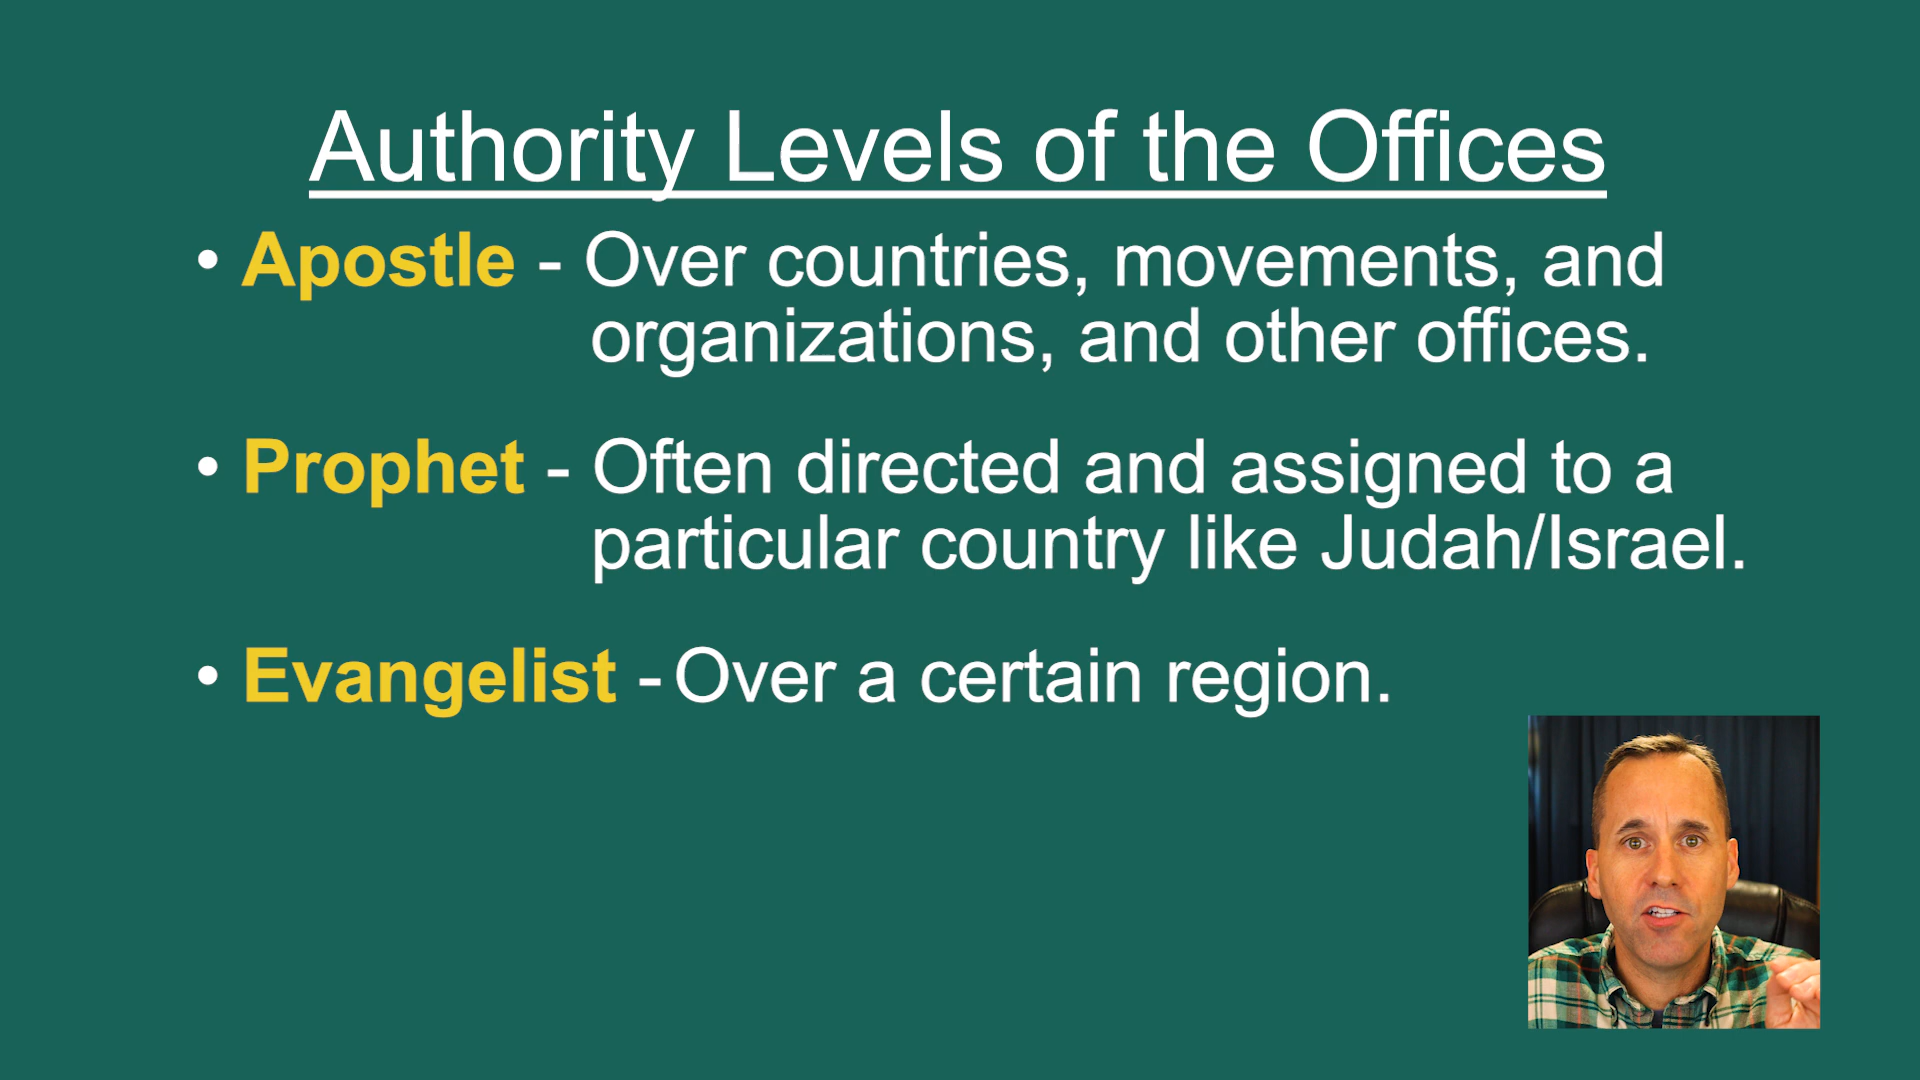 Authority Levels of the Offices
• Apostle - Over countries, movements, and
organizations, and other offices.
• Prophet - Often directed and assigned to a
particular country like Judah/Israel.
• Evangelist - Over a certain region.